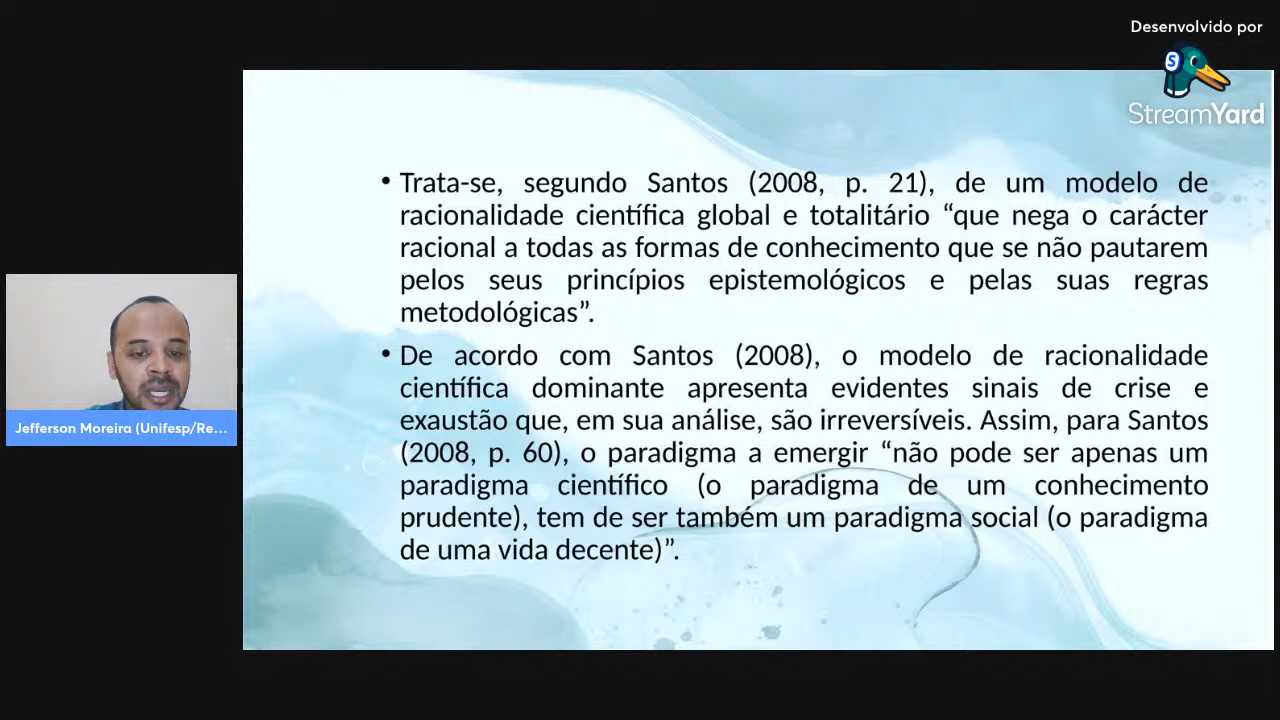 Desenvolvido por
S
StreamYard
• Trata-se, segundo Santos (2008, p. 21), de um modelo de
racionalidade científica global e totalitário “que nega o carácter
racional a todas as formas de conhecimento que se não pautarem
pelos seus princípios epistemológicos e pelas suas regras
metodológicas”.
• De acordo com Santos (2008), o modelo de racionalidade
científica dominante apresenta evidentes sinais de crise e
exaustão que, em sua análise, são irreversíveis. Assim, para Santos
(2008, p. 60), o paradigma a emergir “não pode ser apenas um
paradigma científico (o paradigma de um conhecimento
prudente), tem de ser também um paradigma social (o paradigma
de uma vida decente)”.
Jefferson Moreira (Unifesp/Re...